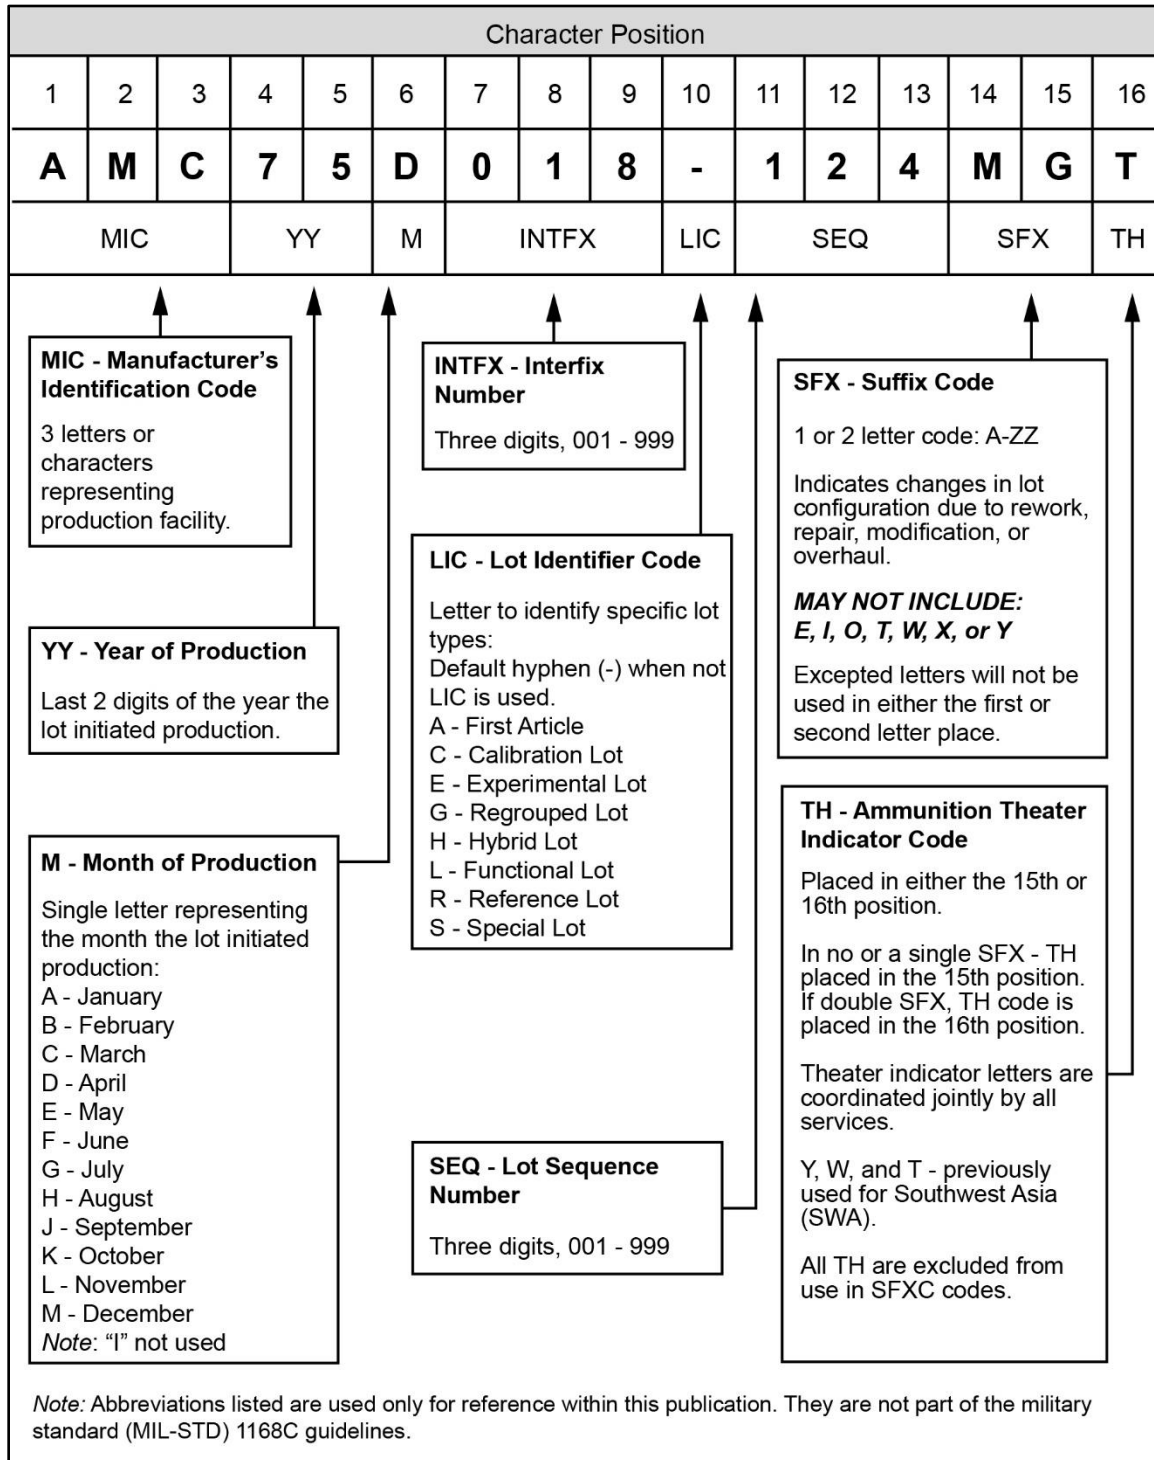 Character Position
1 2 3 4 5 6 7 8 9 10 11 12 13 14 15 16
A M C 7 5 D 0 1 8 - 1 2 4 M G T
MIC YY M INTFX LIC SEQ SFX TH
MIC - Manufacturer’s
Identification Code
3 letters or
characters
representing
production facility.
YY - Year of Production
Last 2 digits of the year the
lot initiated production.
M - Month of Production
Single letter representing
the month the lot initiated
production:
A - January
B - February
C - March
D - April
E - May
F - June
G - July
H - August
J - September
K - October
L - November
M - December
Note: “I” not used
INTFX - Interfix
Number
Three digits, 001 - 999
LIC - Lot Identifier Code
Letter to identify specific lot
types:
Default hyphen (-) when not
LIC is used.
A - First Article
C - Calibration Lot
E - Experimental Lot
G - Regrouped Lot
H - Hybrid Lot
L - Functional Lot
R - Reference Lot
S - Special Lot
SEQ - Lot Sequence
Number
Three digits, 001 - 999
SFX - Suffix Code
1 or 2 letter code: A-ZZ
Indicates changes in lot
configuration due to rework,
repair, modification, or
overhaul.
MAY NOT INCLUDE:
E, I, O, T, W, X, or Y
Excepted letters will not be
used in either the first or
second letter place.
TH - Ammunition Theater
Indicator Code
Placed in either the 15th or
16th position.
In no or a single SFX - TH
placed in the 15th position.
If double SFX, TH code is
placed in the 16th position.
Theater indicator letters are
coordinated jointly by all
services.
Y, W, and T - previously
used for Southwest Asia
(SWA).
All TH are excluded from
use in SFXC codes.
Note: Abbreviations listed are used only for reference within this publication. They are not part of the military
standard (MIL-STD) 1168C guidelines.